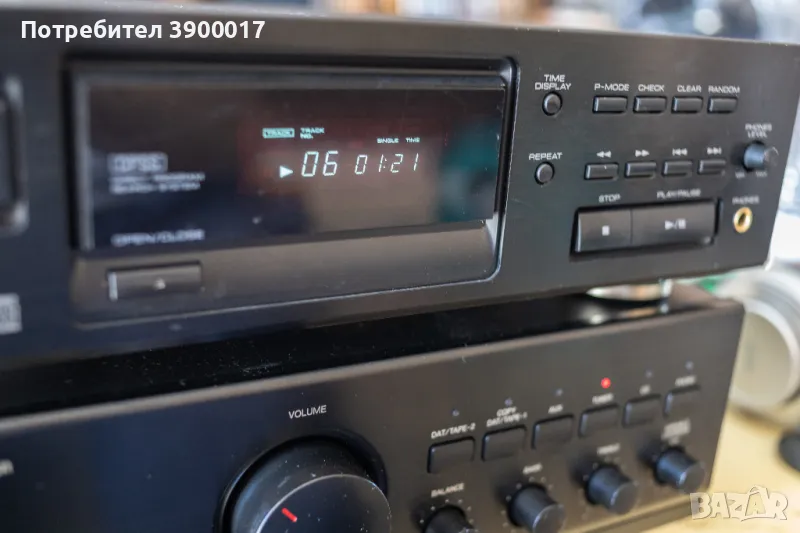 Потребител 3900017
TIME DISPLAY
P-MODE CHECK CLEAR RANDOM
TRACK TRACK NO. SINGLE TIME
06 01:21
REPEAT
PHONES LEVEL
STOP PLAY/PAUSE
PHONES
OPEN/CLOSE
VOLUME
DAT/TAPE-2 COPY DAT/TAPE-1 AUX TUNER CD
BALANCE BASS TREBLE
BAZAR